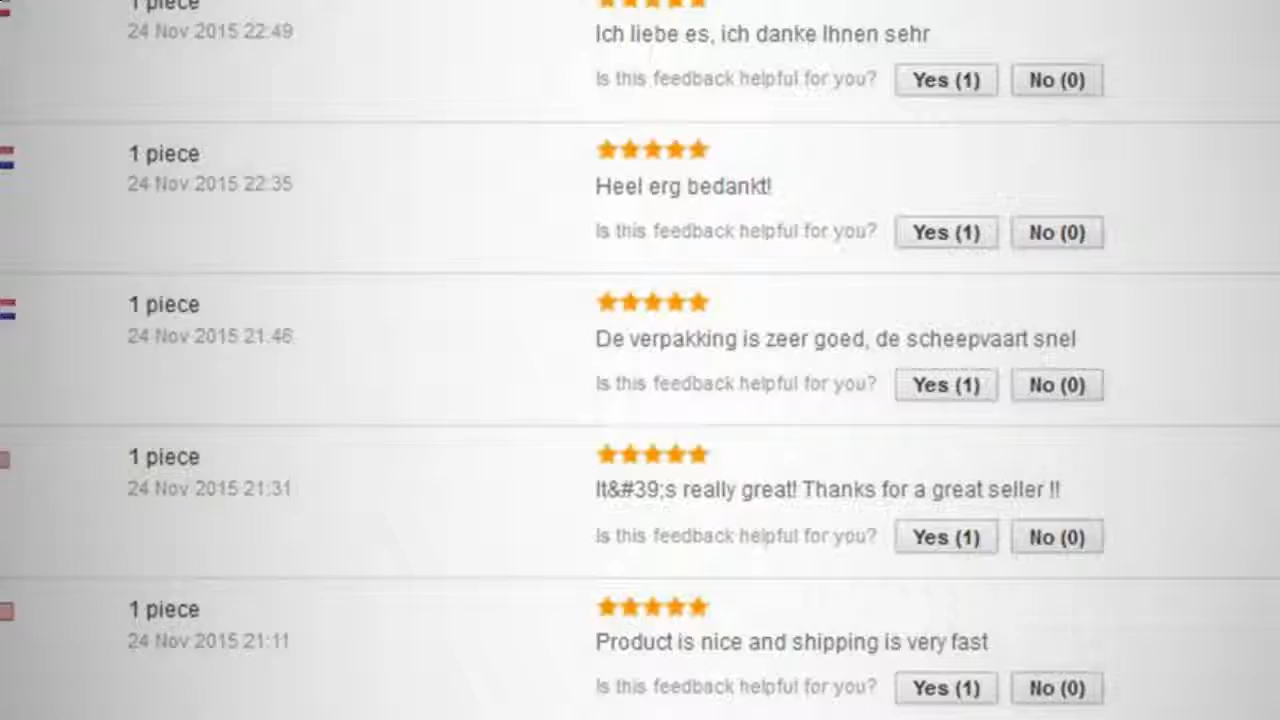 1 piece
24 Nov 2015 22:49
Ich liebe es, ich danke Ihnen sehr
Is this feedback helpful for you? Yes (1) No (0)
1 piece
24 Nov 2015 22:35
Heel erg bedankt!
Is this feedback helpful for you? Yes (1) No (0)
1 piece
24 Nov 2015 21:46
De verpakking is zeer goed, de scheepvaart snel
Is this feedback helpful for you? Yes (1) No (0)
1 piece
24 Nov 2015 21:31
It&#39;s really great! Thanks for a great seller !!
Is this feedback helpful for you? Yes (1) No (0)
1 piece
24 Nov 2015 21:11
Product is nice and shipping is very fast
Is this feedback helpful for you? Yes (1) No (0)